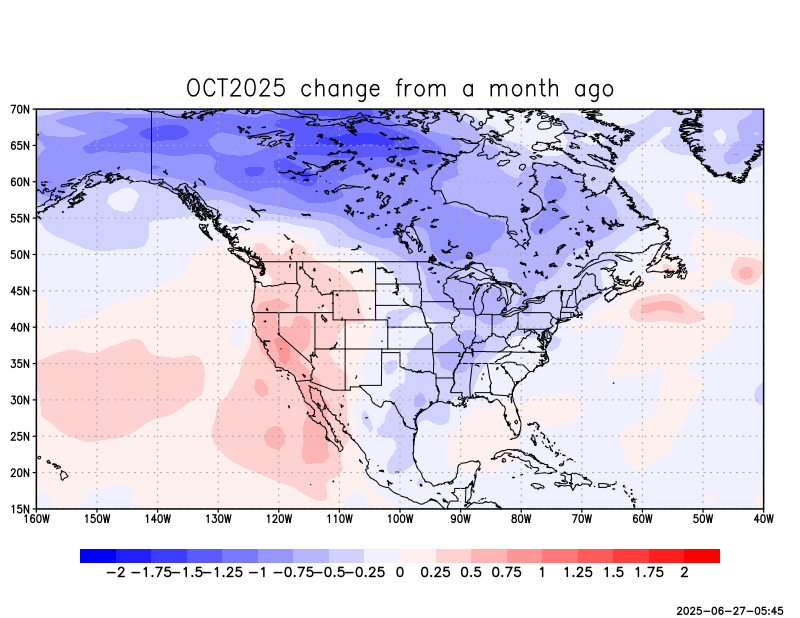 OCT2025 change from a month ago
70N
65N
60N
55N
50N
45N
40N
35N
30N
25N
20N
15N
160W 150W 140W 130W 120W 110W 100W 90W 80W 70W 60W 50W 40W
−2 −1.75 −1.5 −1.25 −1 −0.75 −0.5 −0.25 0 0.25 0.5 0.75 1 1.25 1.5 1.75 2
2025-06-27-05:45